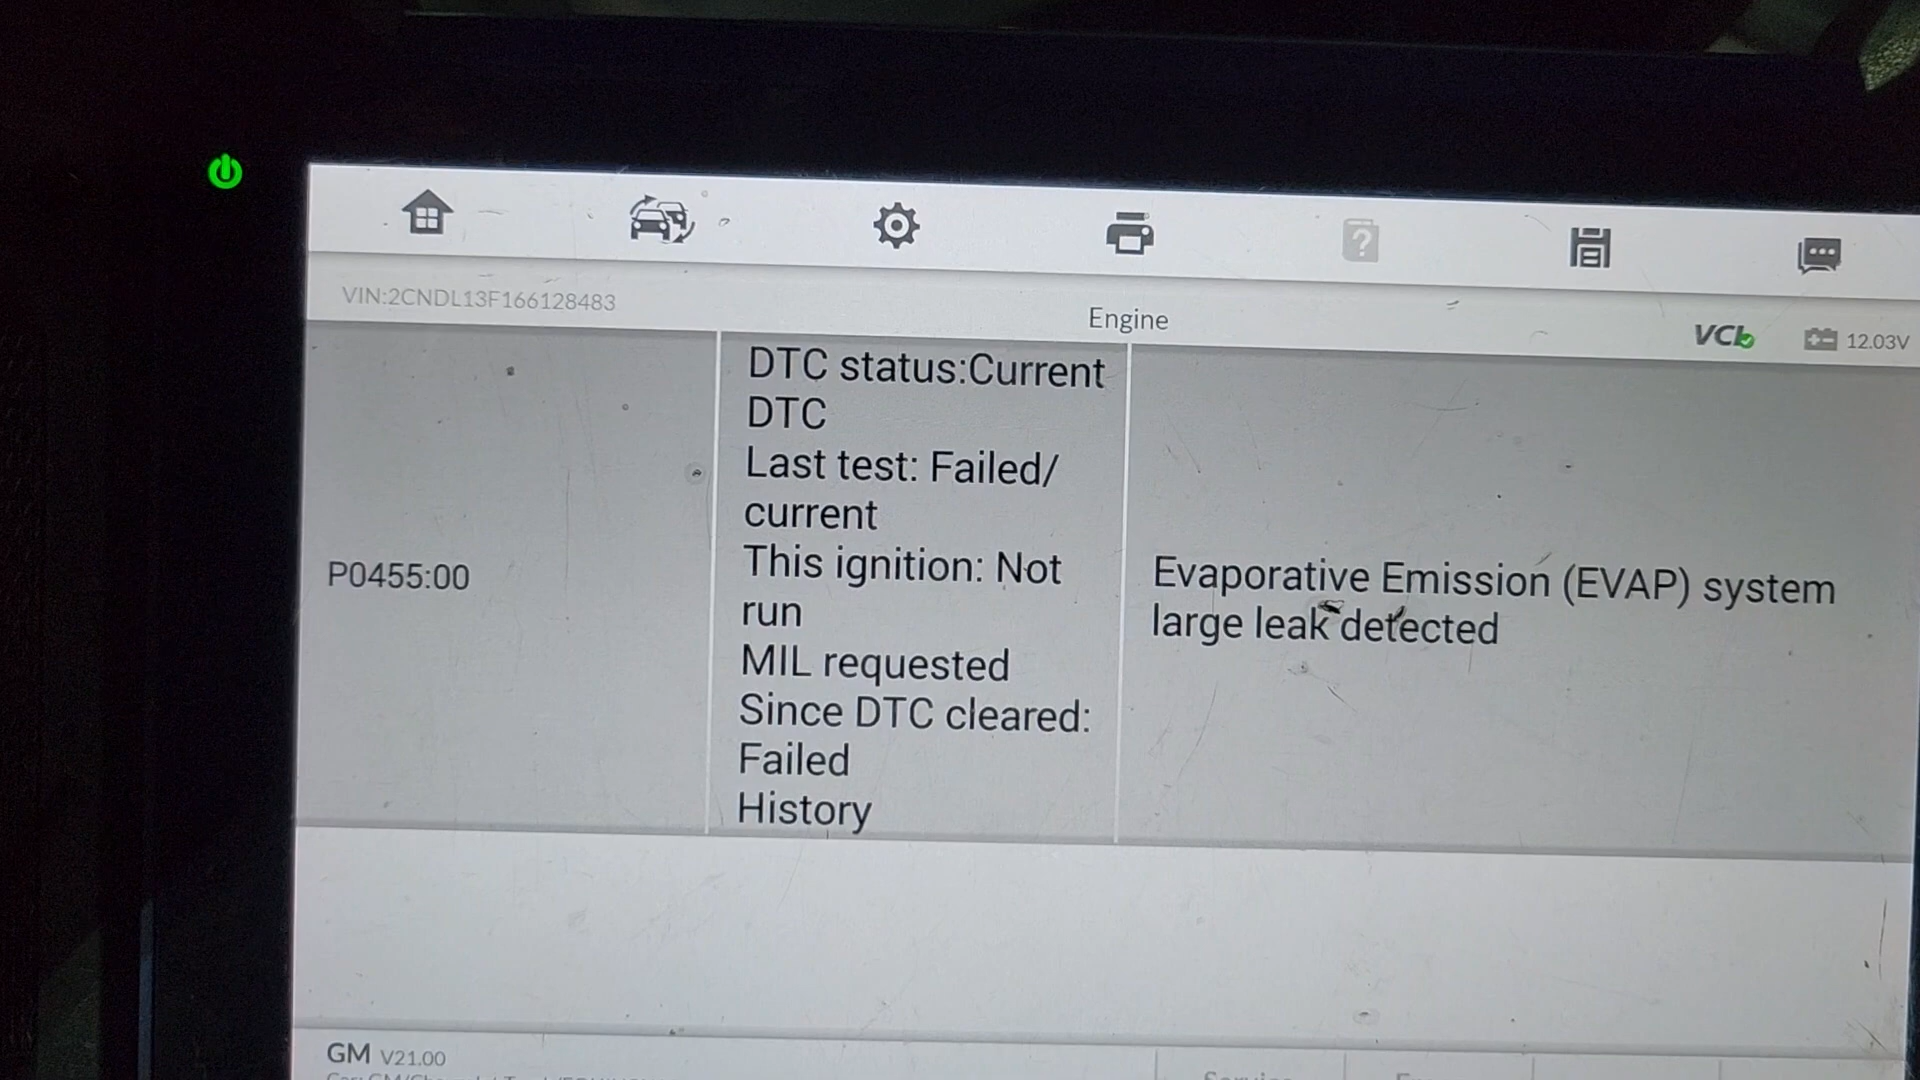 VIN:2CNDL13F166128483
Engine
VCI
12.03V
P0455:00
DTC status:Current
DTC
Last test: Failed/
current
This ignition: Not
run
MIL requested
Since DTC cleared:
Failed
History
Evaporative Emission (EVAP) system
large leak detected
GM V21.00